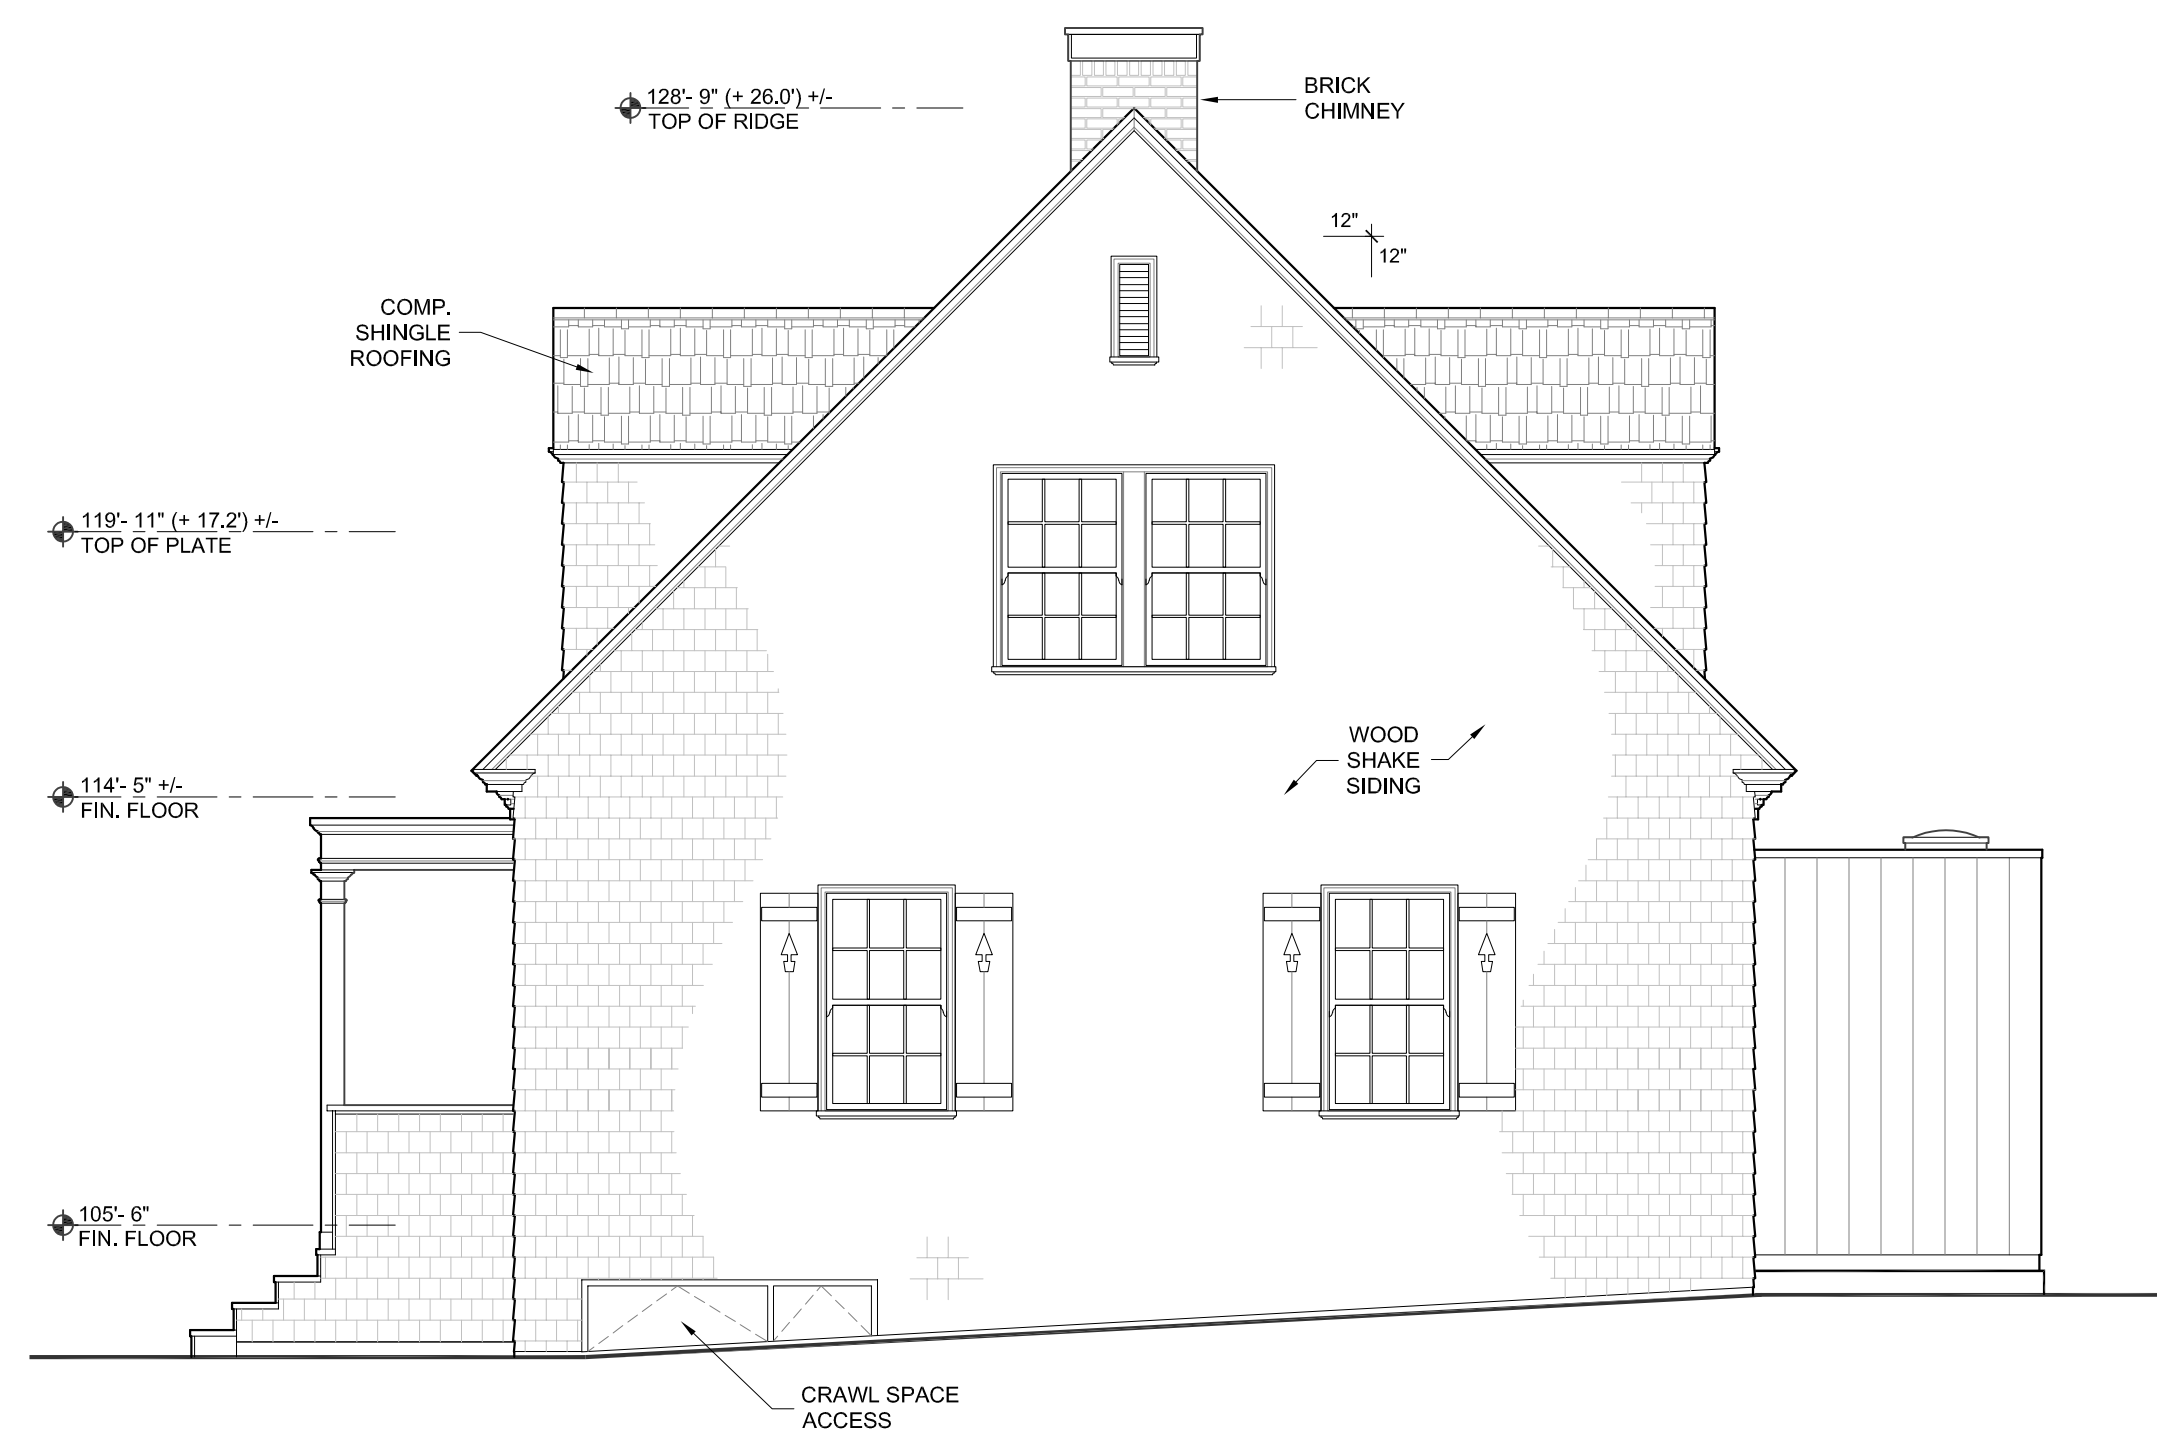 128'- 9" (+ 26.0') +/-
TOP OF RIDGE
BRICK
CHIMNEY
12"
12"
COMP.
SHINGLE
ROOFING
119'- 11" (+ 17.2') +/-
TOP OF PLATE
WOOD
SHAKE
SIDING
114'- 5" +/-
FIN. FLOOR
105'- 6"
FIN. FLOOR
CRAWL SPACE
ACCESS